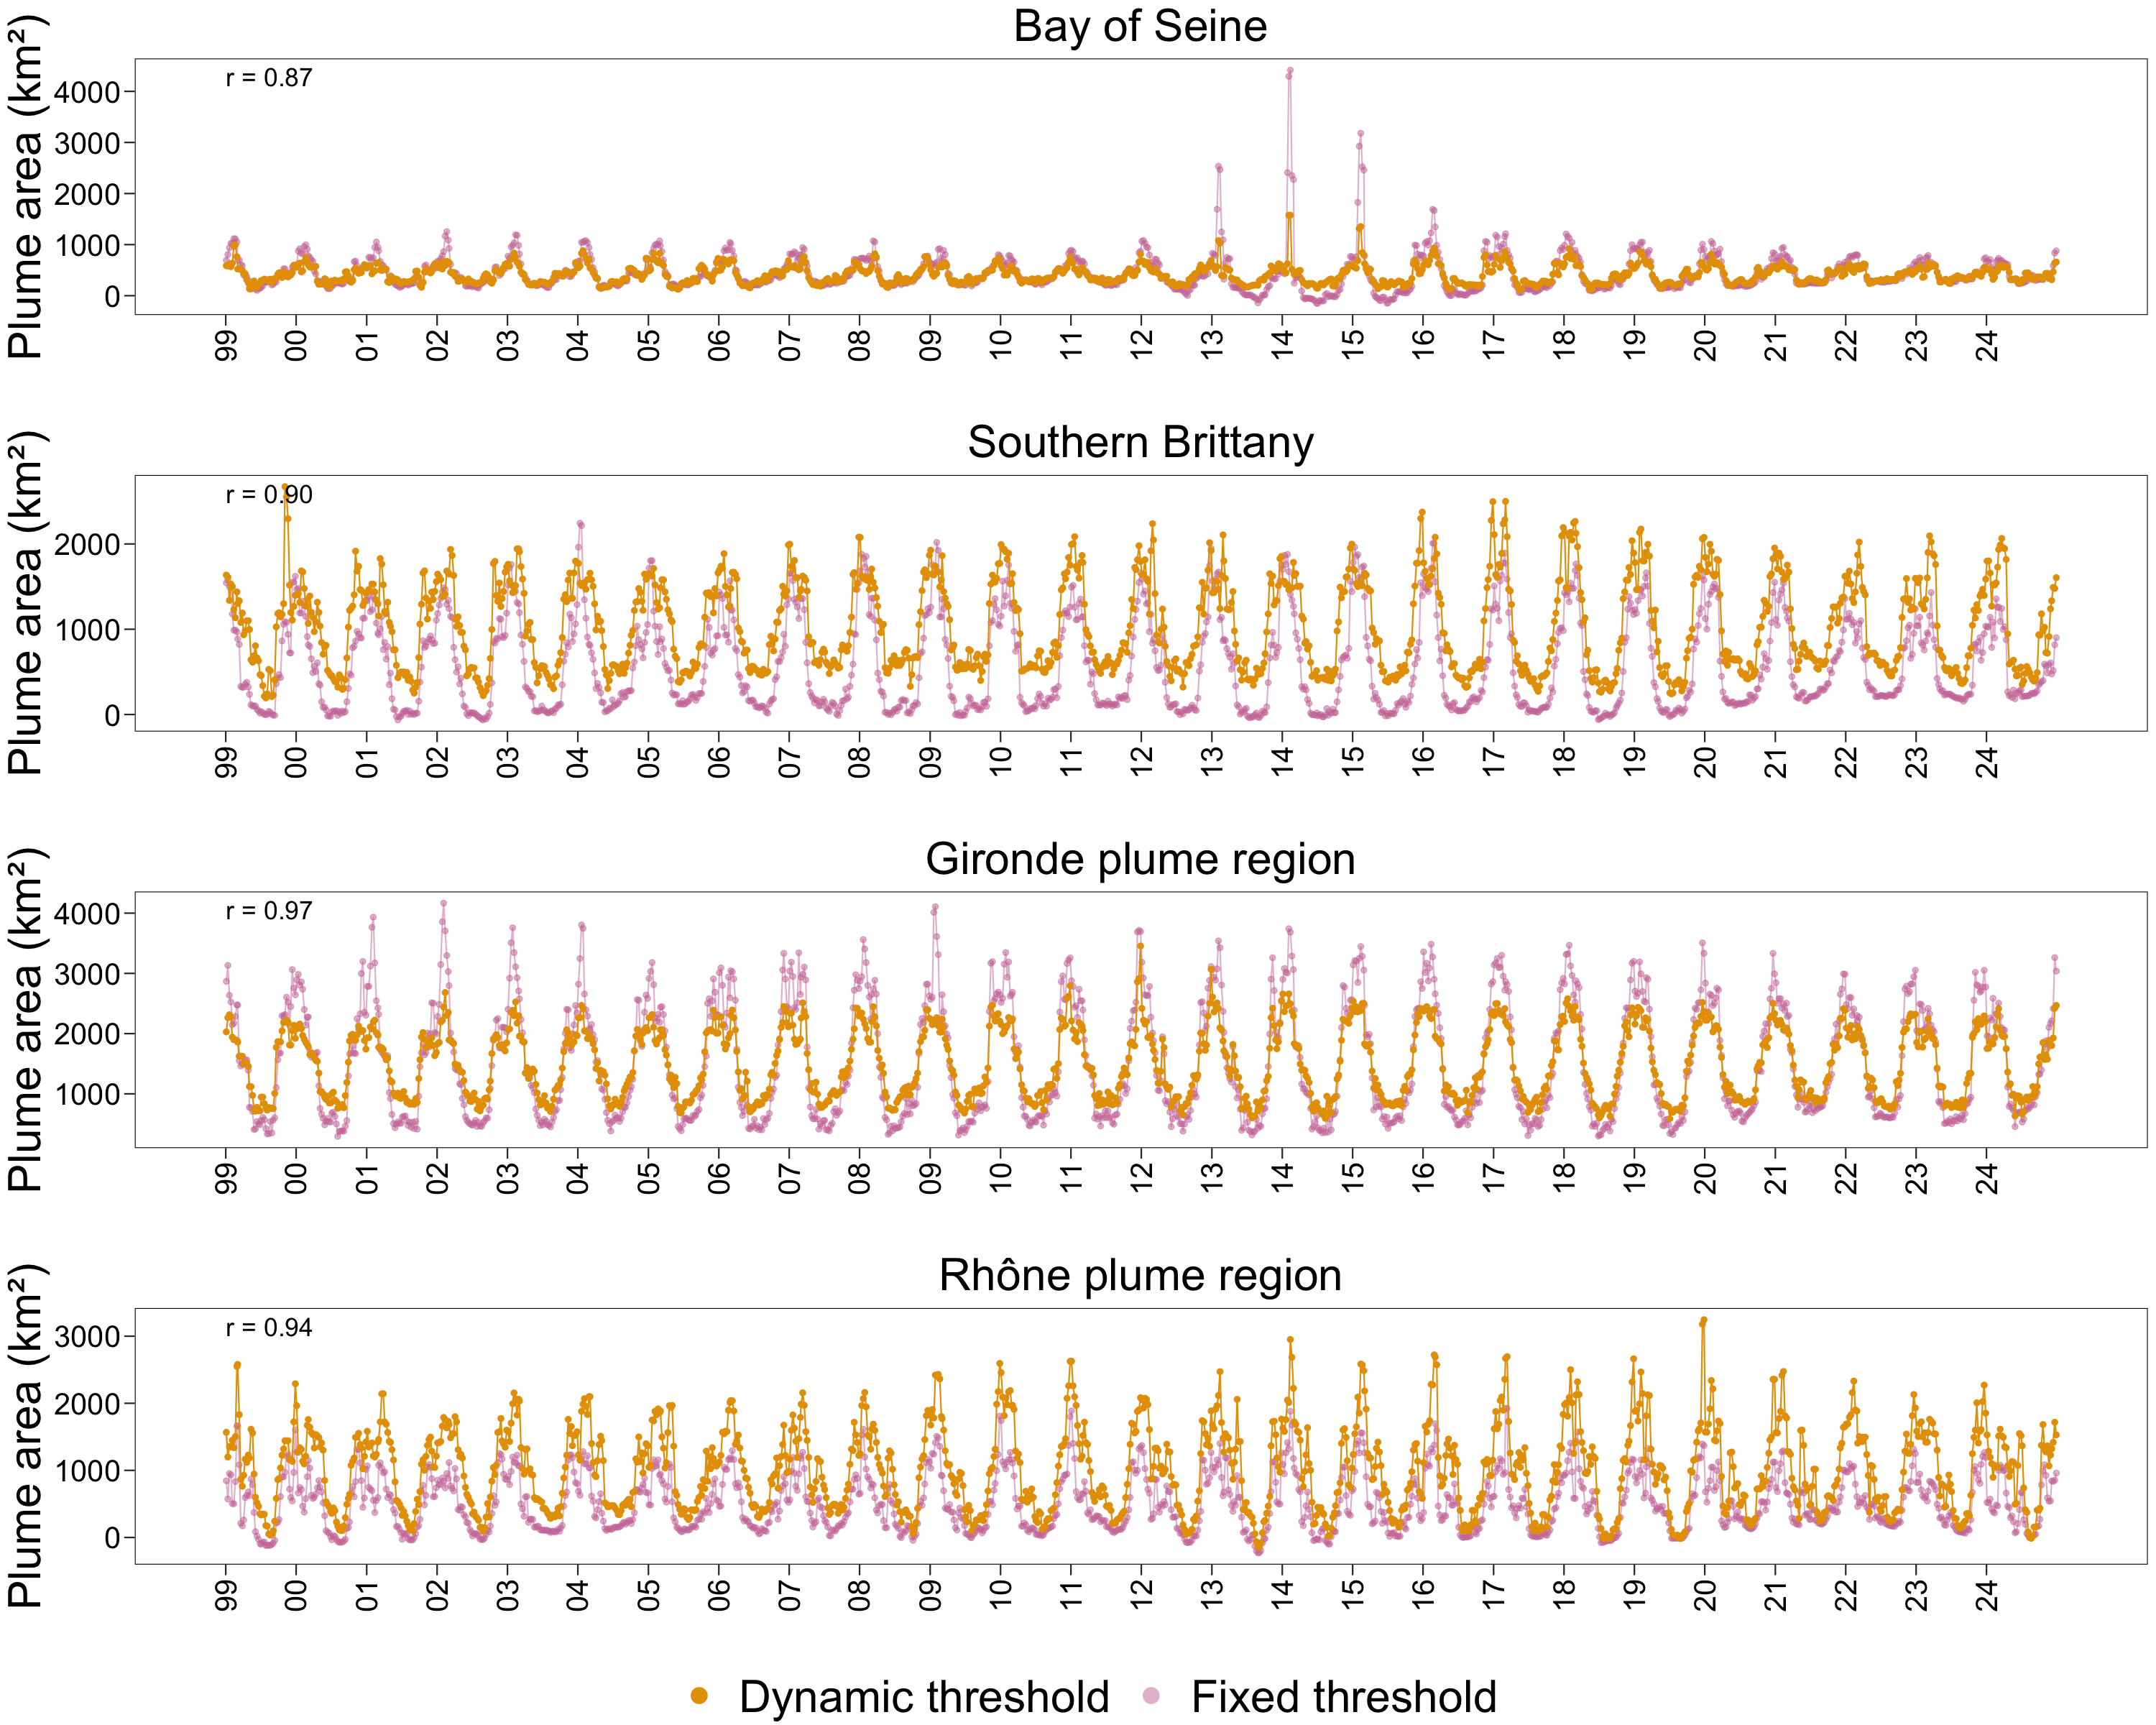 Bay of Seine
Plume area (km²)
r = 0.87
4000
3000
2000
1000
0
99 00 01 02 03 04 05 06 07 08 09 10 11 12 13 14 15 16 17 18 19 20 21 22 23 24
Southern Brittany
Plume area (km²)
r = 0.90
2000
1000
0
99 00 01 02 03 04 05 06 07 08 09 10 11 12 13 14 15 16 17 18 19 20 21 22 23 24
Gironde plume region
Plume area (km²)
r = 0.97
4000
3000
2000
1000
99 00 01 02 03 04 05 06 07 08 09 10 11 12 13 14 15 16 17 18 19 20 21 22 23 24
Rhône plume region
Plume area (km²)
r = 0.94
3000
2000
1000
0
99 00 01 02 03 04 05 06 07 08 09 10 11 12 13 14 15 16 17 18 19 20 21 22 23 24
Dynamic threshold Fixed threshold